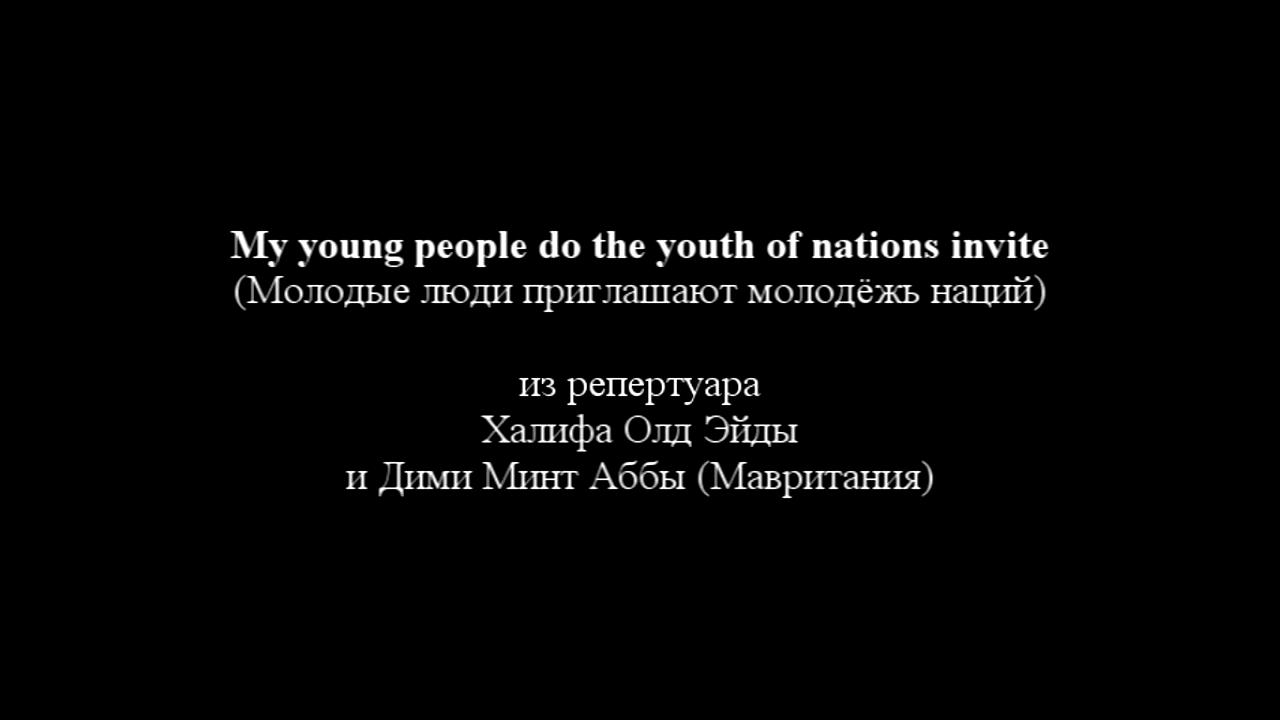 My young people do the youth of nations invite
(Молодые люди приглашают молодёжь наций)
из репертуара
Халифа Олд Эйды
и Дими Минт Аббы (Мавритания)